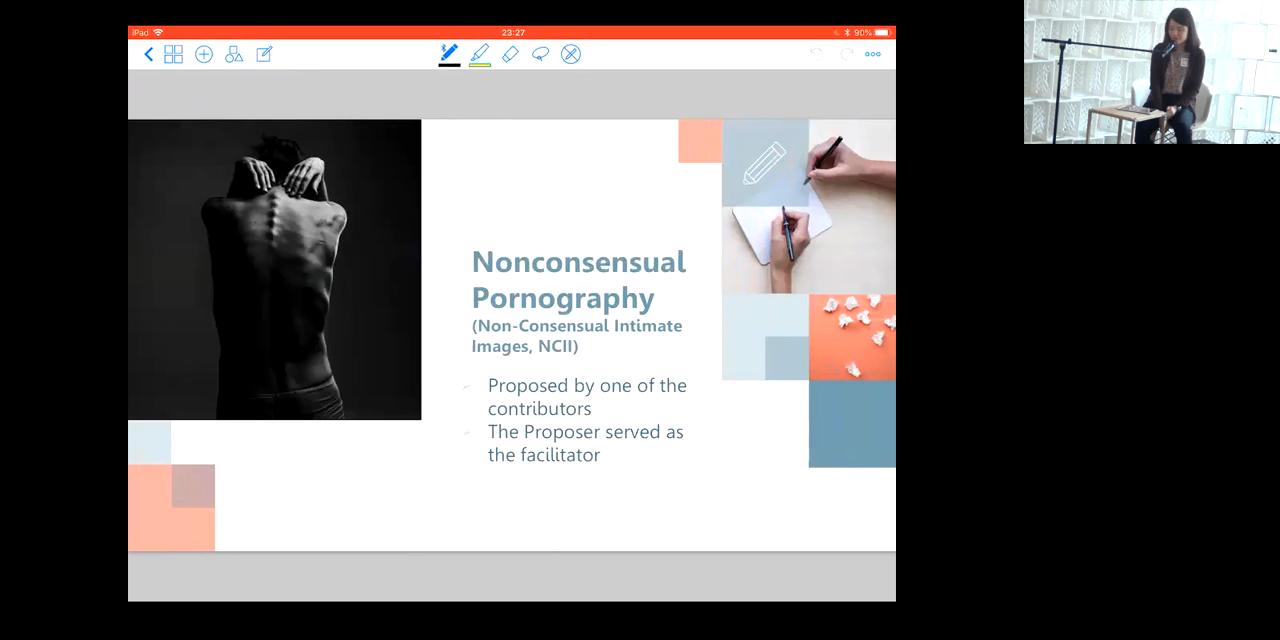 iPad 23:27 90%
Nonconsensual
Pornography
(Non-Consensual Intimate
Images, NCII)
Proposed by one of the
contributors
The Proposer served as
the facilitator